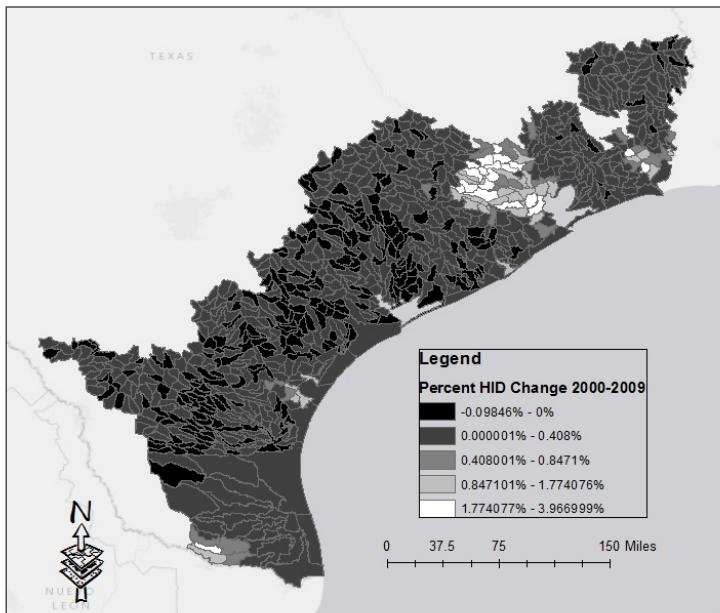 TEXAS
Legend
Percent HID Change 2000-2009
-0.09846% - 0%
0.000001% - 0.408%
0.408001% - 0.8471%
0.847101% - 1.774076%
1.774077% - 3.966999%
N
0 37.5 75 150 Miles
NUEVO
LEON